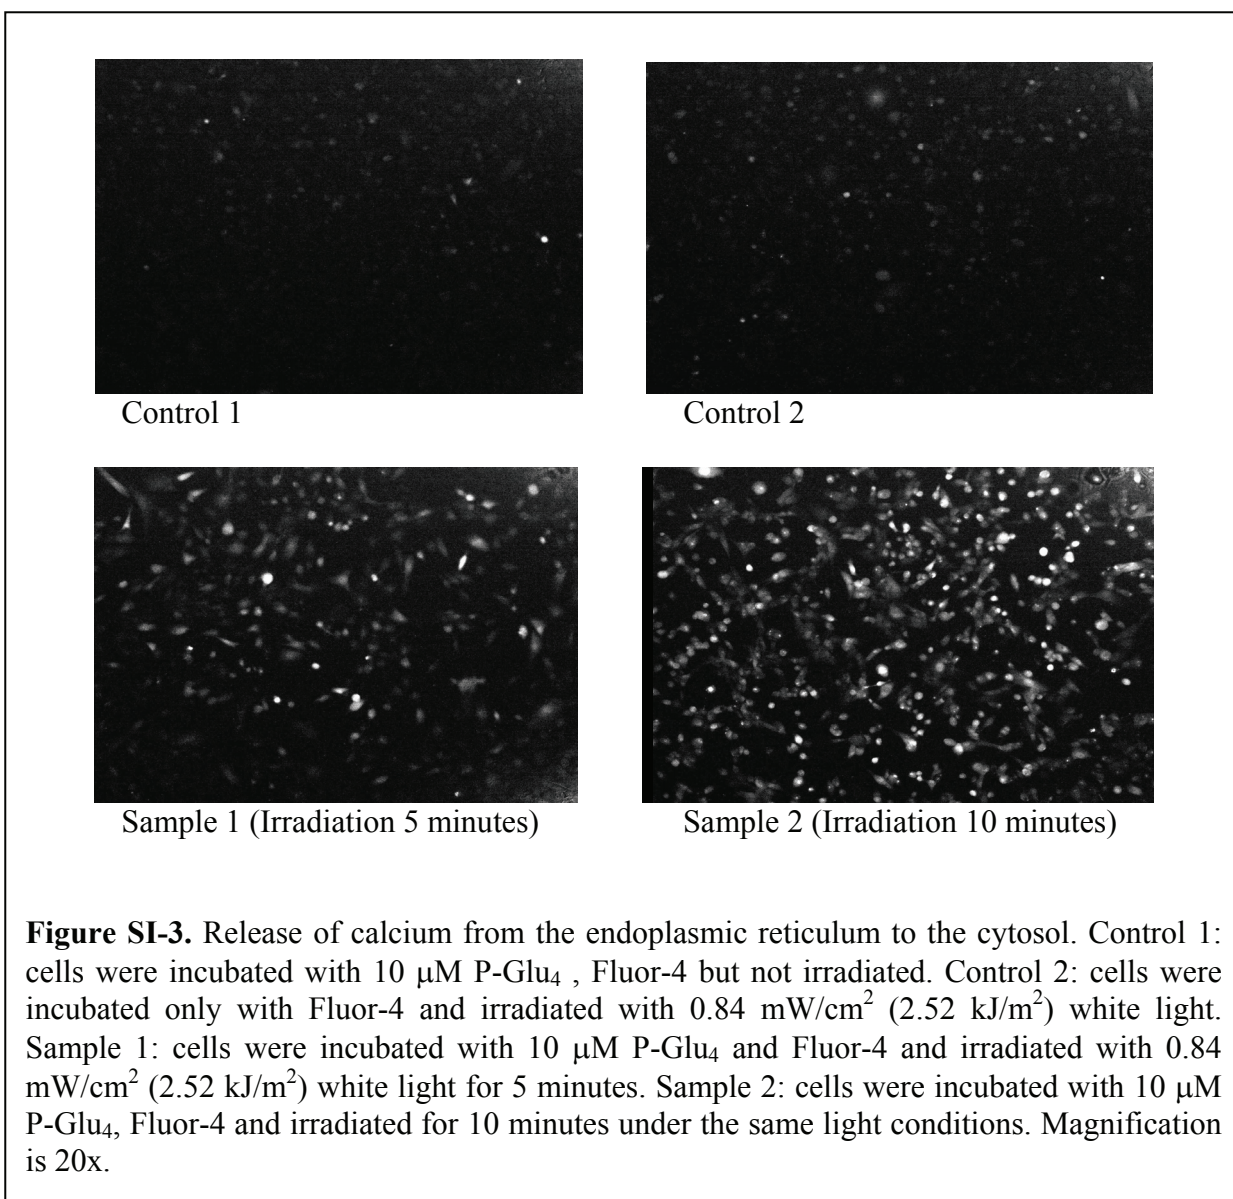 Control 1
Control 2
Sample 1 (Irradiation 5 minutes)
Sample 2 (Irradiation 10 minutes)
Figure SI-3. Release of calcium from the endoplasmic reticulum to the cytosol. Control 1:
cells were incubated with 10 μM P-Glu₄ , Fluor-4 but not irradiated. Control 2: cells were
incubated only with Fluor-4 and irradiated with 0.84 mW/cm² (2.52 kJ/m²) white light.
Sample 1: cells were incubated with 10 μM P-Glu₄ and Fluor-4 and irradiated with 0.84
mW/cm² (2.52 kJ/m²) white light for 5 minutes. Sample 2: cells were incubated with 10 μM
P-Glu₄, Fluor-4 and irradiated for 10 minutes under the same light conditions. Magnification
is 20x.